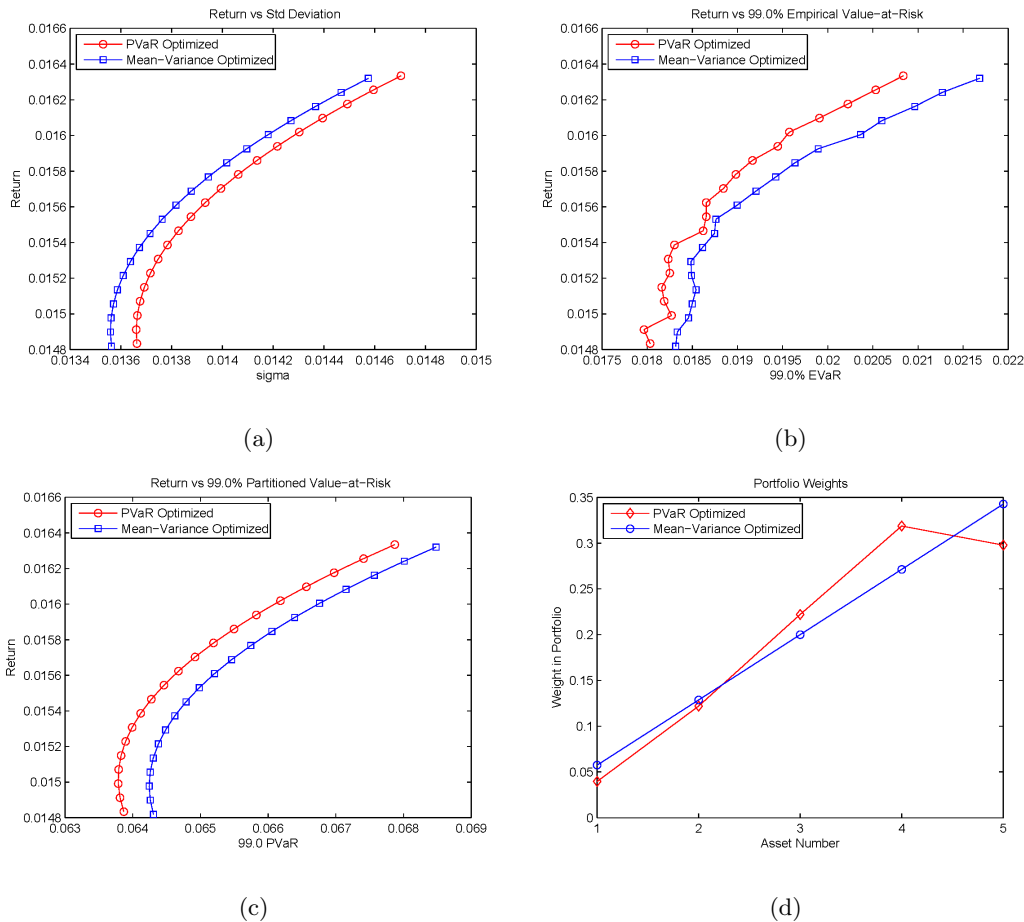 Return vs Std Deviation
0.0166
0.0164
0.0162
0.016
0.0158
0.0156
0.0154
0.0152
0.015
0.0148
Return
PVaR Optimized
Mean-Variance Optimized
0.0134 0.0136 0.0138 0.014 0.0142 0.0144 0.0146 0.0148 0.015
sigma
(a)
Return vs 99.0% Empirical Value-at-Risk
0.0166
0.0164
0.0162
0.016
0.0158
0.0156
0.0154
0.0152
0.015
0.0148
Return
PVaR Optimized
Mean-Variance Optimized
0.0175 0.018 0.0185 0.019 0.0195 0.02 0.0205 0.021 0.0215 0.022
99.0% EVaR
(b)
Return vs 99.0% Partitioned Value-at-Risk
0.0166
0.0164
0.0162
0.016
0.0158
0.0156
0.0154
0.0152
0.015
0.0148
Return
PVaR Optimized
Mean-Variance Optimized
0.063 0.064 0.065 0.066 0.067 0.068 0.069
99.0 PVaR
(c)
Portfolio Weights
0.35
0.3
0.25
0.2
0.15
0.1
0.05
0
Weight in Portfolio
PVaR Optimized
Mean-Variance Optimized
1 2 3 4 5
Asset Number
(d)